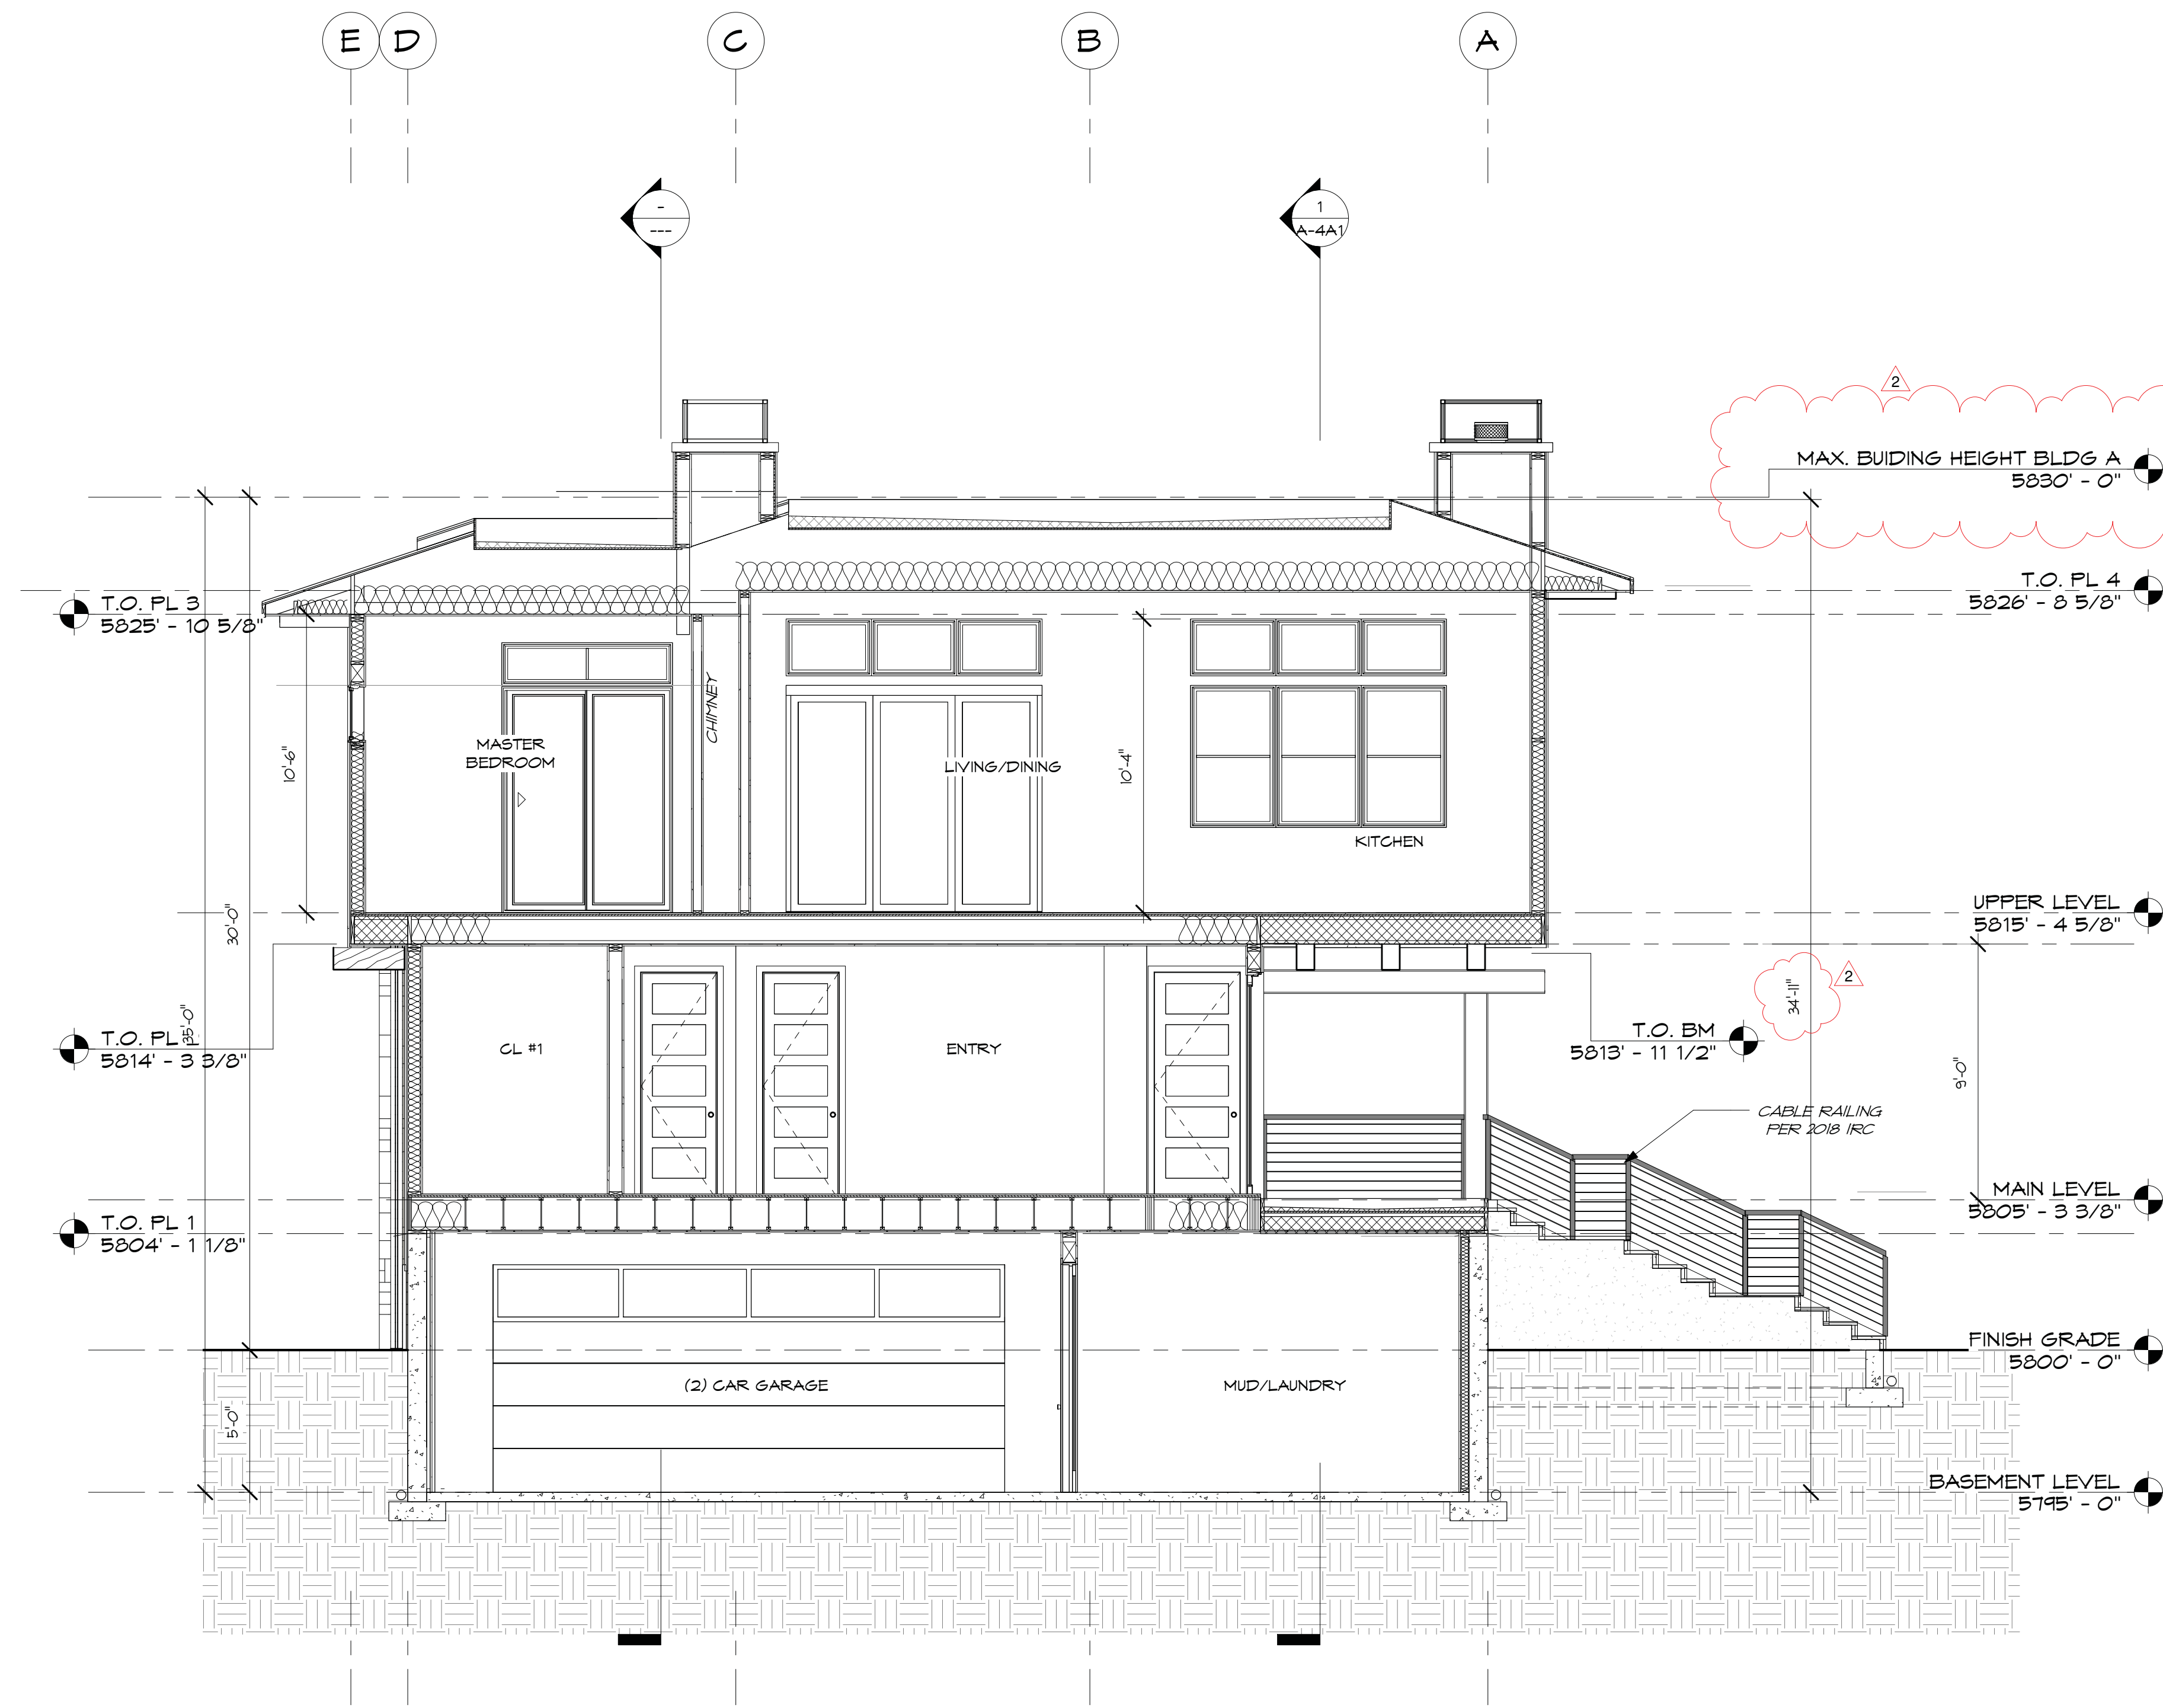 E
D
C
B
A
-
---
1
A-4A1
2
MAX. BUIDING HEIGHT BLDG A
5830' - 0"
T.O. PL 3
5825' - 10 5/8"
T.O. PL 4
5826' - 8 5/8"
CHIMNEY
MASTER
BEDROOM
10'-6"
LIVING/DINING
10'-4"
KITCHEN
30'-0"
UPPER LEVEL
5815' - 4 5/8"
35'-0"
34'-11"
2
T.O. PL
5814' - 3 3/8"
CL #1
ENTRY
T.O. BM
5813' - 11 1/2"
9'-0"
CABLE RAILING
PER 2018 IRC
T.O. PL 1
5804' - 1 1/8"
MAIN LEVEL
5805' - 3 3/8"
FINISH GRADE
5800' - 0"
(2) CAR GARAGE
MUD/LAUNDRY
5'-0"
BASEMENT LEVEL
5795' - 0"